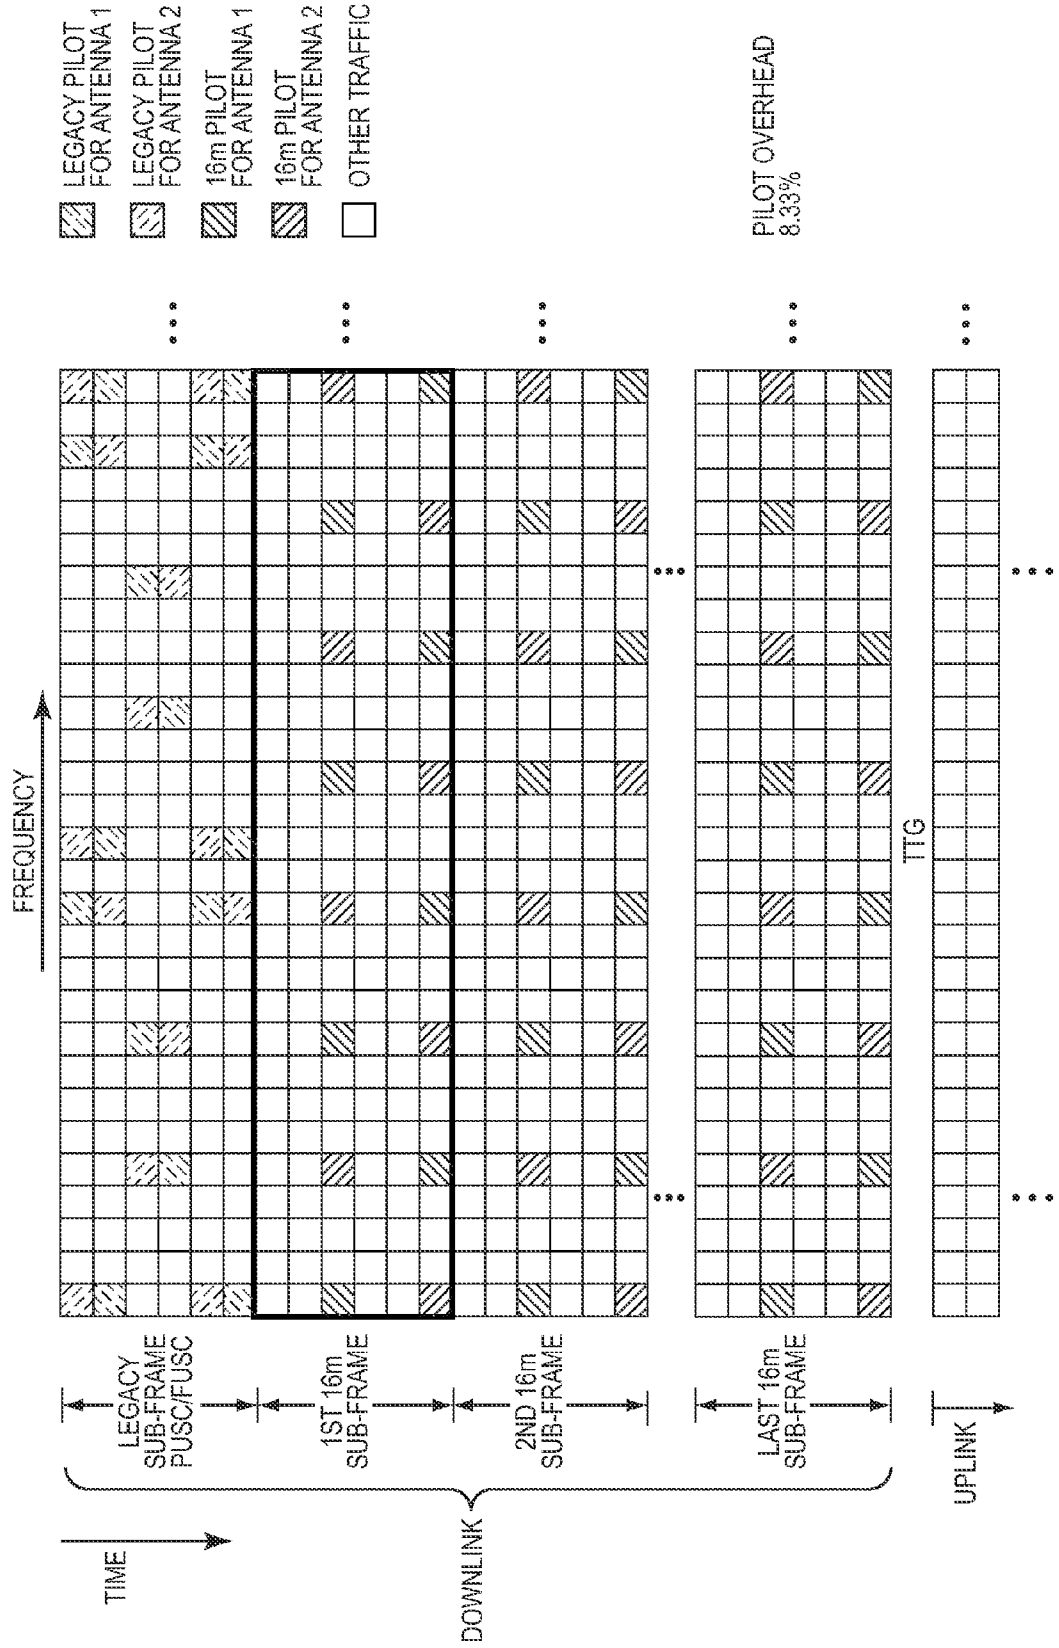 LEGACY PILOT
FOR ANTENNA 1
LEGACY PILOT
FOR ANTENNA 2
16m PILOT
FOR ANTENNA 1
16m PILOT
FOR ANTENNA 2
OTHER TRAFFIC
PILOT OVERHEAD
8.33%
FREQUENCY
TIME
DOWNLINK
LEGACY
SUB-FRAME
PUSC/FUSC
1ST 16m
SUB-FRAME
2ND 16m
SUB-FRAME
LAST 16m
SUB-FRAME
TTG
UPLINK